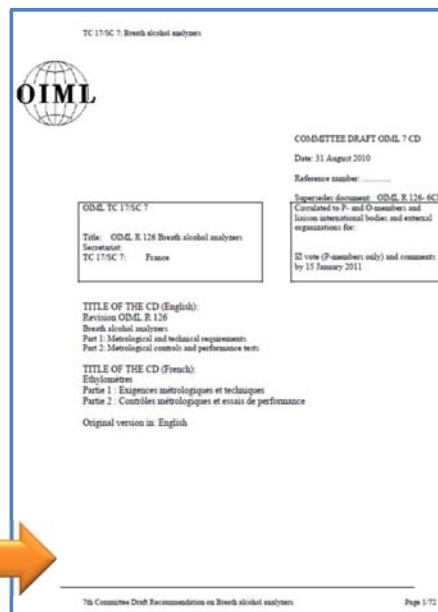 TC 17/SC 7: Breath alcohol analyzers
OIML
COMMITTEE DRAFT OIML 7 CD
Date: 31 August 2010
Reference number: ............
Supersedes document: OIML R 126- 6CD
OIML TC 17/SC 7
Title: OIML R 126 Breath alcohol analyzers
Secretariat:
TC 17/SC 7: France
Circulated to P- and O-members and
liaison international bodies and external
organizations for:
☒ vote (P-members only) and comments
by 15 January 2011
TITLE OF THE CD (English):
Revision OIML R 126
Breath alcohol analyzers
Part 1: Metrological and technical requirements
Part 2: Metrological controls and performance tests
TITLE OF THE CD (French):
Ethylomètres
Partie 1 : Exigences métrologiques et techniques
Partie 2 : Contrôles métrologiques et essais de performance
Original version in: English
7th Committee Draft Recommendation on Breath alcohol analyzers Page 1/72